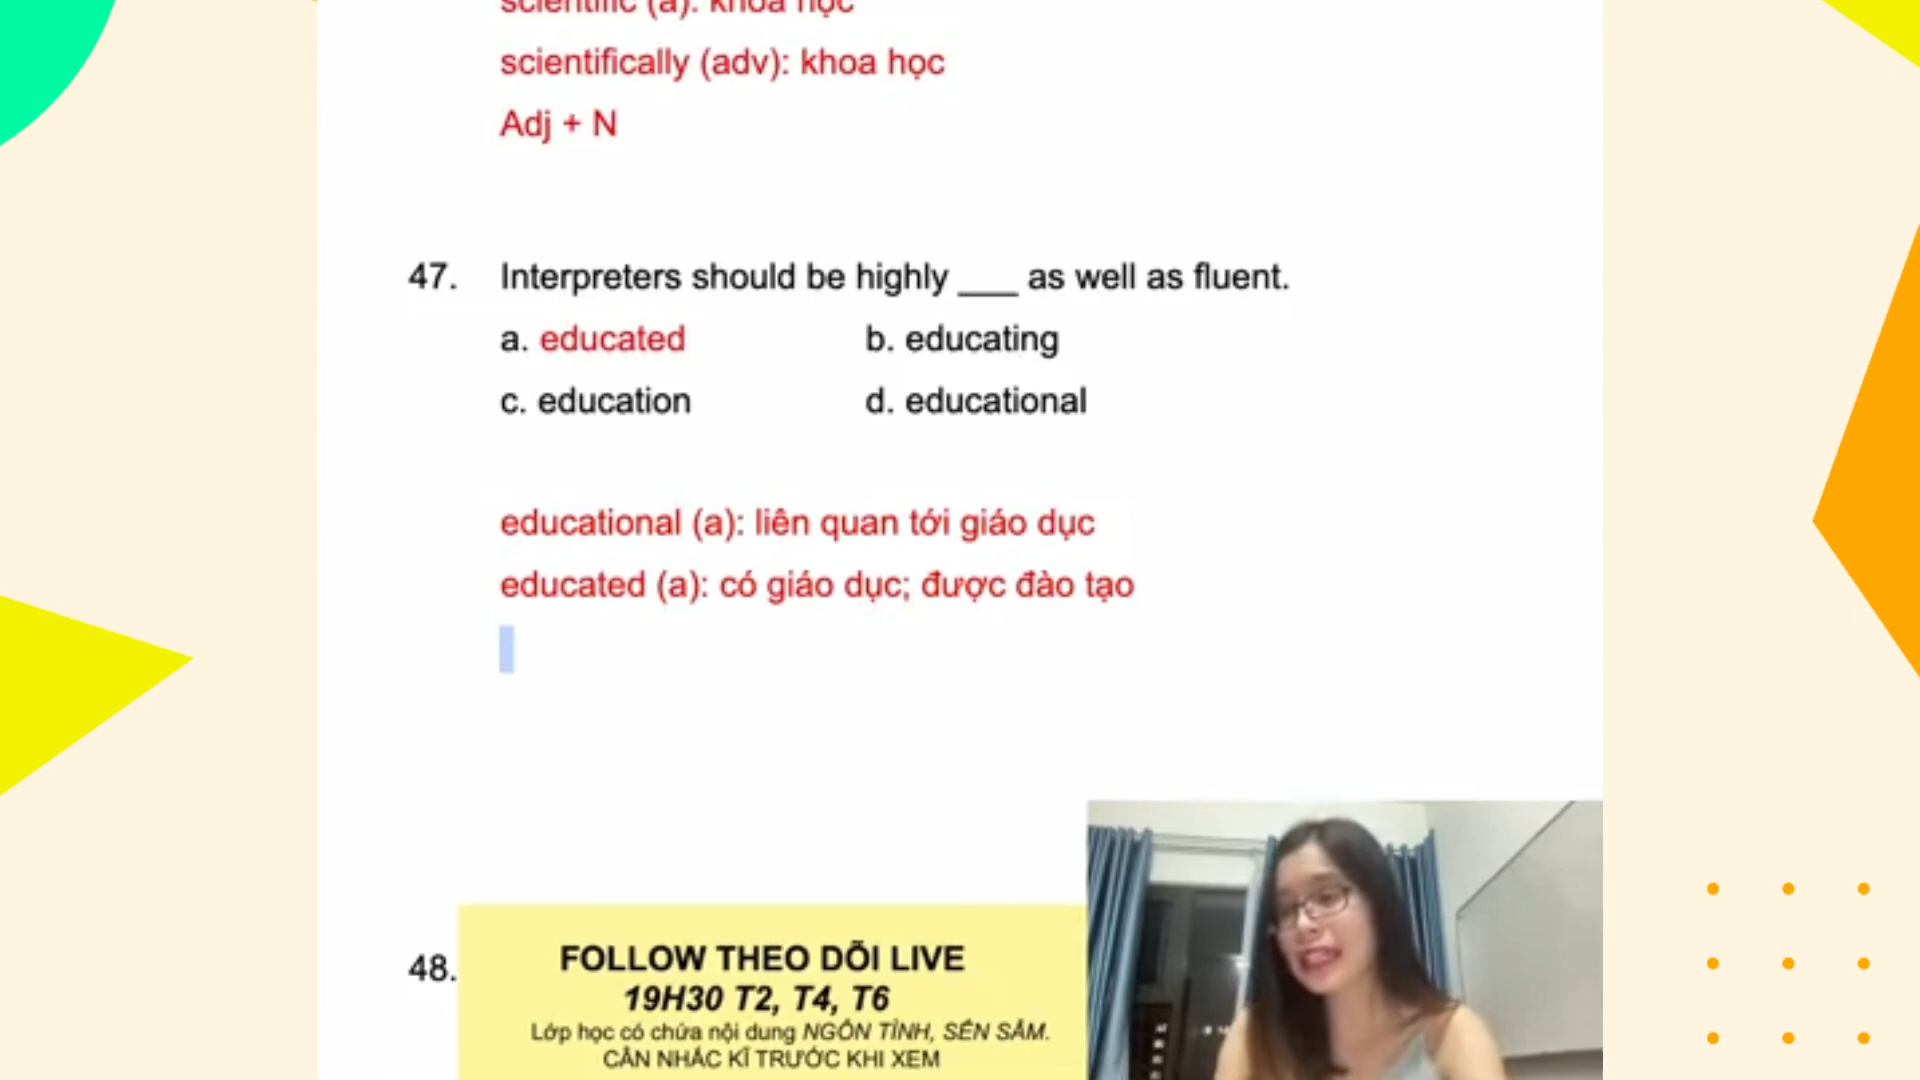 scientific (a): khoa học
scientifically (adv): khoa học
Adj + N
47. Interpreters should be highly ___ as well as fluent.
a. educated b. educating
c. education d. educational
educational (a): liên quan tới giáo dục
educated (a): có giáo dục; được đào tạo
48.
FOLLOW THEO DÕI LIVE
19H30 T2, T4, T6
Lớp học có chứa nội dung NGÔN TÌNH, SẾN SẨM.
CÂN NHẮC KĨ TRƯỚC KHI XEM